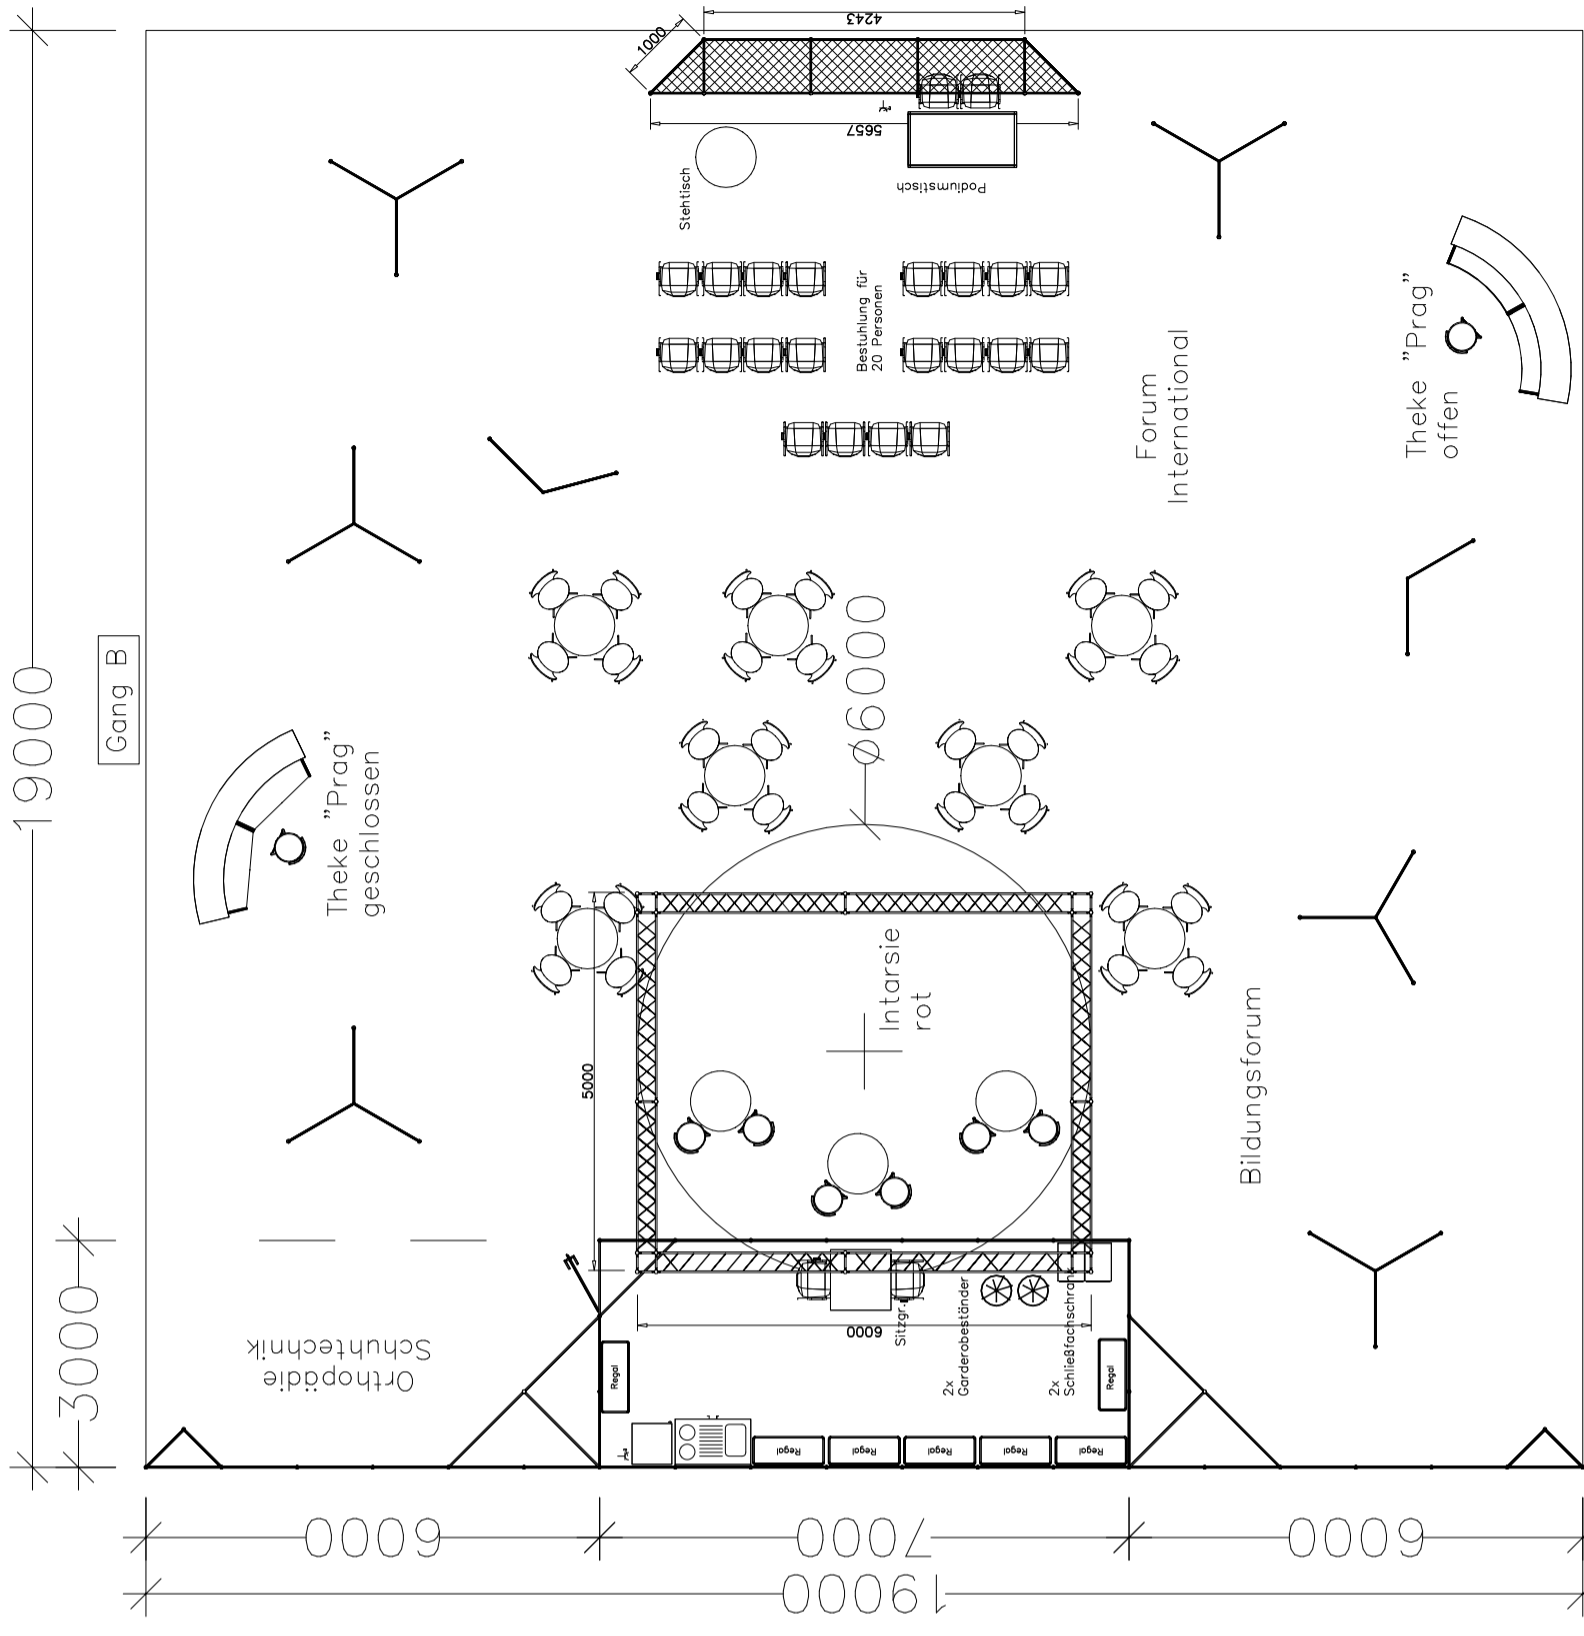 4243
1000
5657
Stehtisch
Podiumstisch
Bestuhlung für
20 Personen
Forum
International
Theke "Prag"
offen
19000
Gang B
Theke "Prag"
geschlossen
⌀6000
Intarsie
rot
5000
Bildungsforum
3000
Orthopädie
Schuhtechnik
6000
Sitzgr.
2x
Garderobeständer
2x
Schließfachschrank
Regal
Regal
Regal
Regal
Regal
Regal
Regal
6000
7000
6000
19000